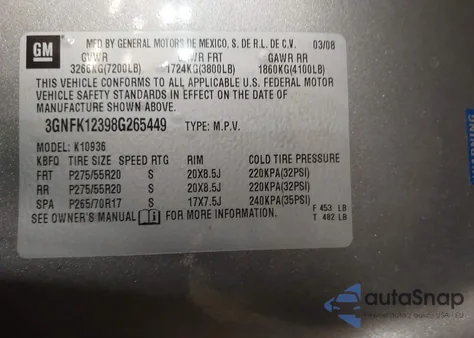 GM
MFD BY GENERAL MOTORS DE MEXICO, S. DE R.L. DE C.V. 03/08
GVWR GAWR FRT GAWR RR
3266KG(7200LB) 1724KG(3800LB) 1860KG(4100LB)
THIS VEHICLE CONFORMS TO ALL APPLICABLE U.S. FEDERAL MOTOR
VEHICLE SAFETY STANDARDS IN EFFECT ON THE DATE OF
MANUFACTURE SHOWN ABOVE.
3GNFK12398G265449 TYPE: M.P.V.
MODEL: K10936
KBFQ TIRE SIZE SPEED RTG RIM COLD TIRE PRESSURE
FRT P275/55R20 S 20X8.5J 220KPA(32PSI)
RR P275/55R20 S 20X8.5J 220KPA(32PSI)
SPA P265/70R17 S 17X7.5J 240KPA(35PSI)
SEE OWNER'S MANUAL FOR MORE INFORMATION.
F 453 LB
T 482 LB
autaSnap